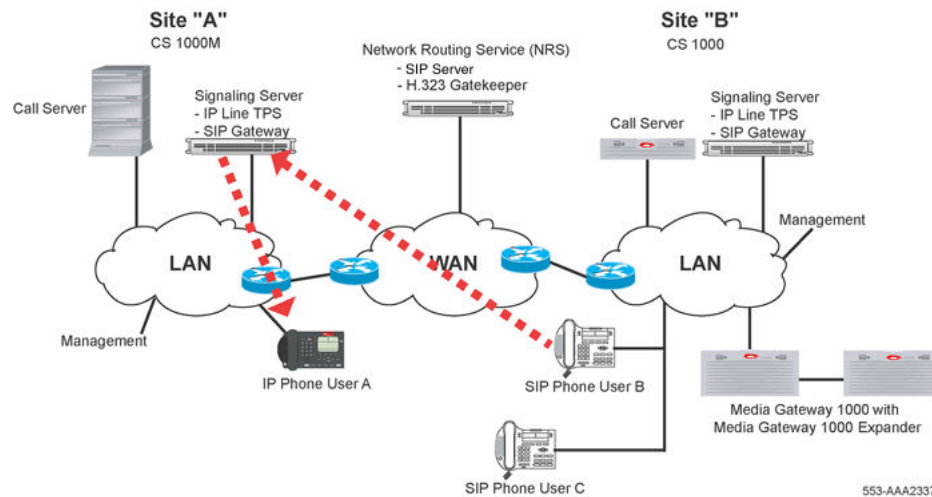 Site "A"
CS 1000M
Site "B"
CS 1000
Network Routing Service (NRS)
- SIP Server
- H.323 Gatekeeper
Call Server
Signaling Server
- IP Line TPS
- SIP Gateway
Call Server
Signaling Server
- IP Line TPS
- SIP Gateway
Management
LAN
WAN
LAN
Management
IP Phone User A
SIP Phone User B
Media Gateway 1000 with
Media Gateway 1000 Expander
SIP Phone User C
553-AAA2337